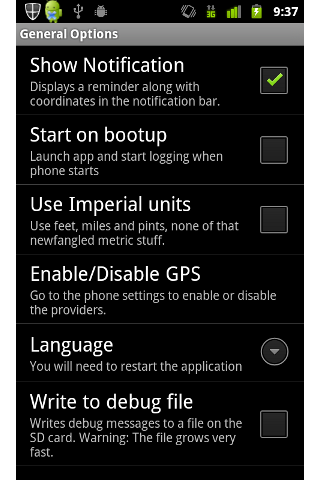 3G
9:37
General Options
Show Notification
Displays a reminder along with
coordinates in the notification bar.
Start on bootup
Launch app and start logging when
phone starts
Use Imperial units
Use feet, miles and pints, none of that
newfangled metric stuff.
Enable/Disable GPS
Go to the phone settings to enable or disable
the providers.
Language
You will need to restart the application
Write to debug file
Writes debug messages to a file on the
SD card. Warning: The file grows very
fast.